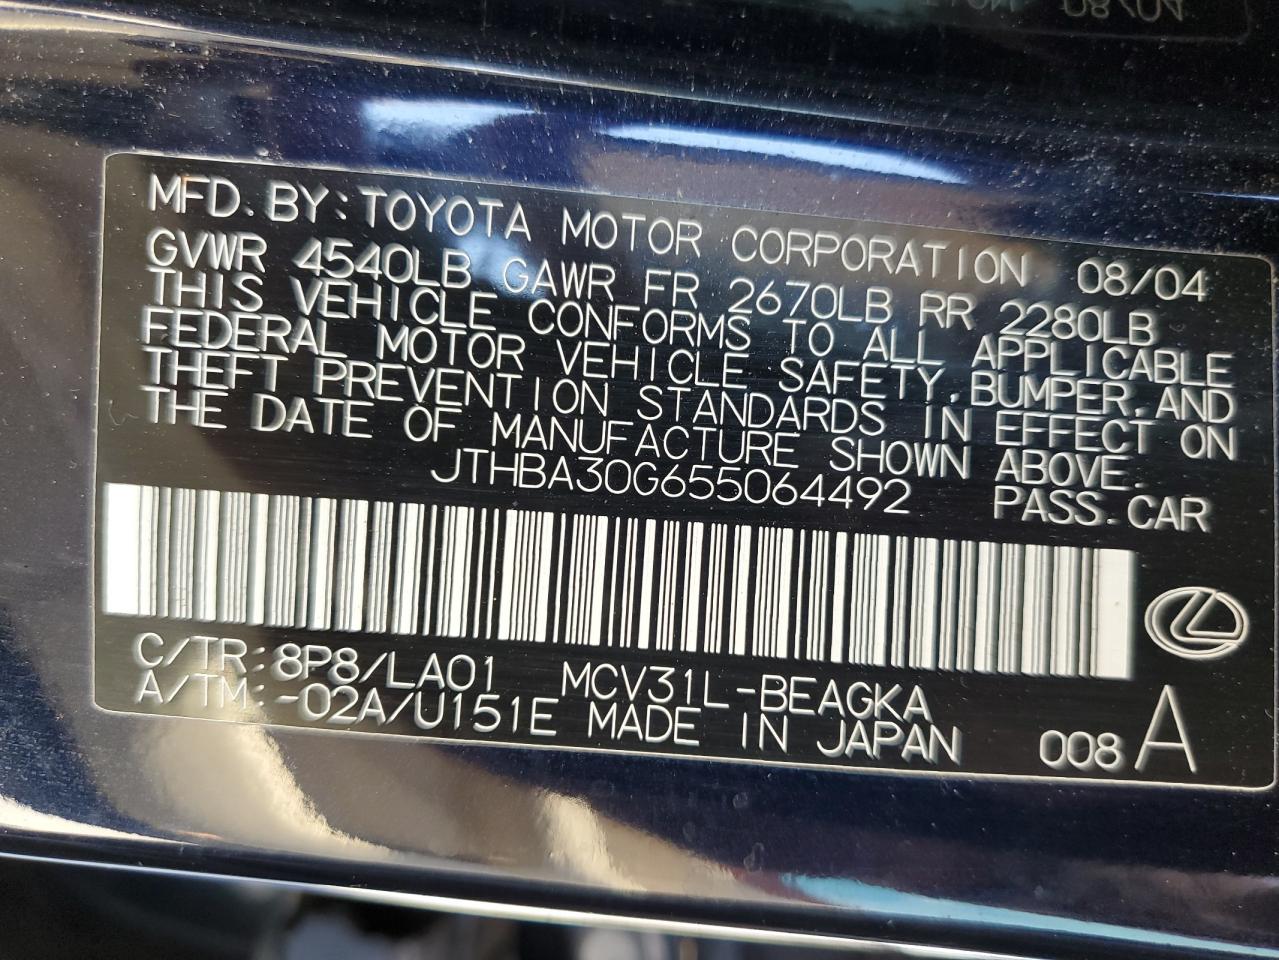 MFD.BY:TOYOTA MOTOR CORPORATION 08/04
GVWR 4540LB GAWR FR 2670LB RR 2280LB
THIS VEHICLE CONFORMS TO ALL APPLICABLE
FEDERAL MOTOR VEHICLE SAFETY,BUMPER,AND
THEFT PREVENTION STANDARDS IN EFFECT ON
THE DATE OF MANUFACTURE SHOWN ABOVE.
JTHBA30G655064492 PASS.CAR
C/TR:8P8/LA01 MCV31L-BEAGKA
A/TM:-02A/U151E MADE IN JAPAN 008 A